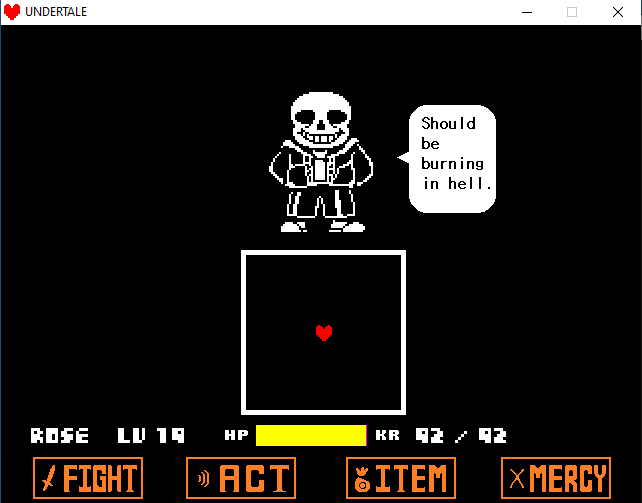 UNDERTALE
Should
be
burning
in hell.
ROSE LV 19 HP KR 92 / 92
FIGHT ACT ITEM MERCY